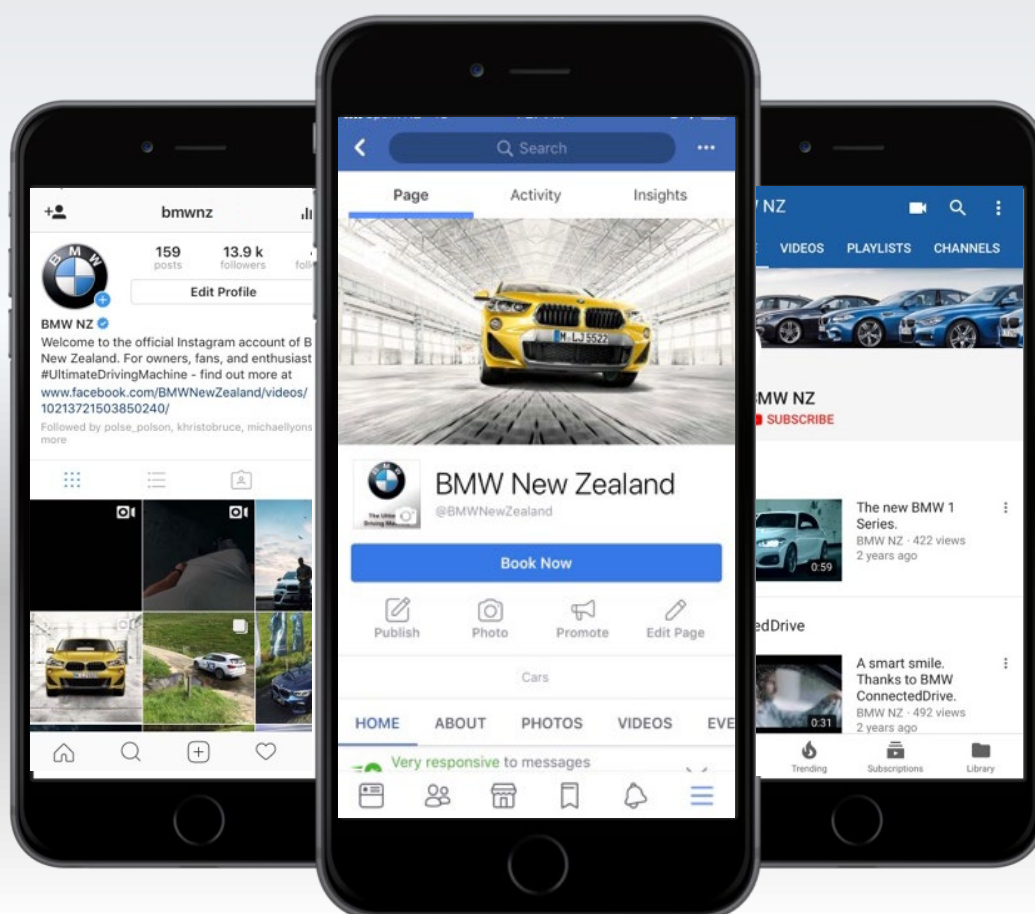 bmwnz
159
13.9 k
posts
followers
Edit Profile
BMW NZ
Welcome to the official Instagram account of B
New Zealand. For owners, fans, and enthusiast
#UltimateDrivingMachine - find out more at
www.facebook.com/BMWNewZealand/videos/
10213721503850240/
Followed by polse_polson, khristobruce, michaellyons
more
Search
Page Activity Insights
M LJ 5522
BMW New Zealand
@BMWNewZealand
Book Now
Publish Photo Promote Edit Page
Cars
HOME ABOUT PHOTOS VIDEOS EVE
Very responsive to messages
NZ
VIDEOS PLAYLISTS CHANNELS
BMW NZ
SUBSCRIBE
The new BMW 1
Series.
BMW NZ · 422 views
2 years ago
0:59
edDrive
A smart smile.
Thanks to BMW
ConnectedDrive.
BMW NZ · 492 views
2 years ago
0:31
Trending Subscriptions Library